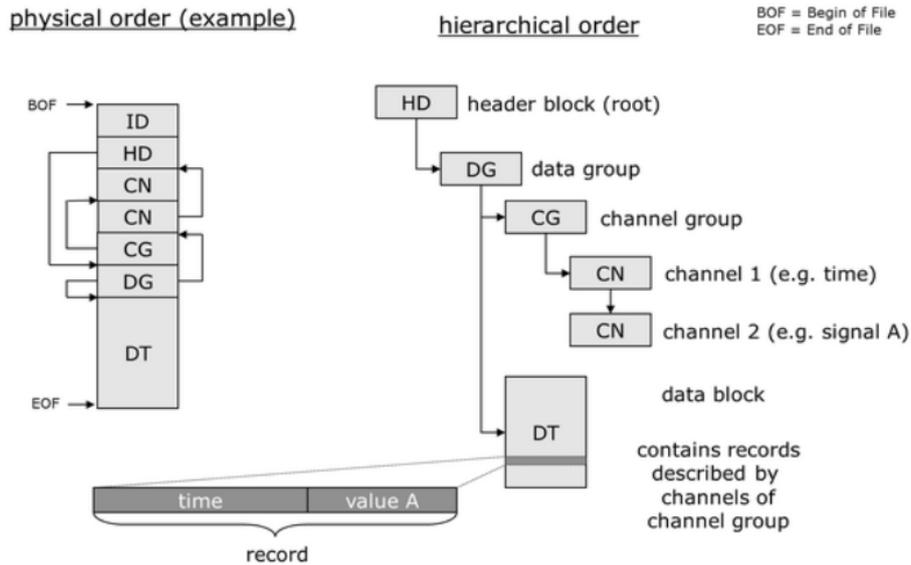 physical order (example)
hierarchical order
BOF = Begin of File
EOF = End of File
BOF
ID
HD
CN
CN
CG
DG
DT
EOF
HD
header block (root)
DG
data group
CG
channel group
CN
channel 1 (e.g. time)
CN
channel 2 (e.g. signal A)
DT
data block
contains records
described by
channels of
channel group
time
value A
record